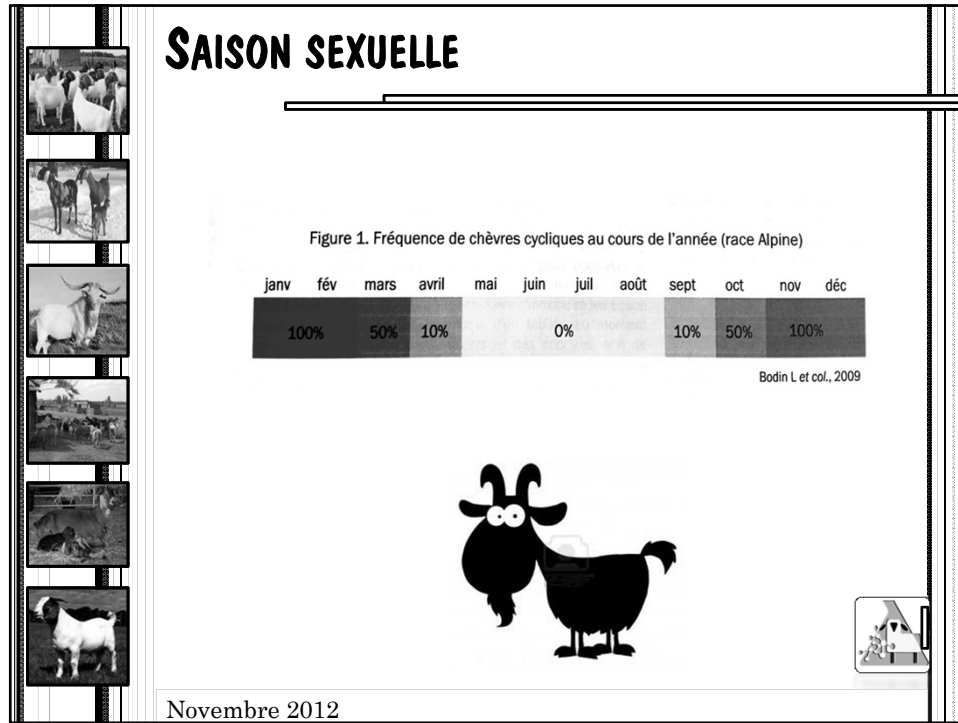 SAISON SEXUELLE
Figure 1. Fréquence de chèvres cycliques au cours de l'année (race Alpine)
janv fév mars avril mai juin juil août sept oct nov déc
100% 50% 10% 0% 10% 50% 100%
Bodin L et col., 2009
Novembre 2012